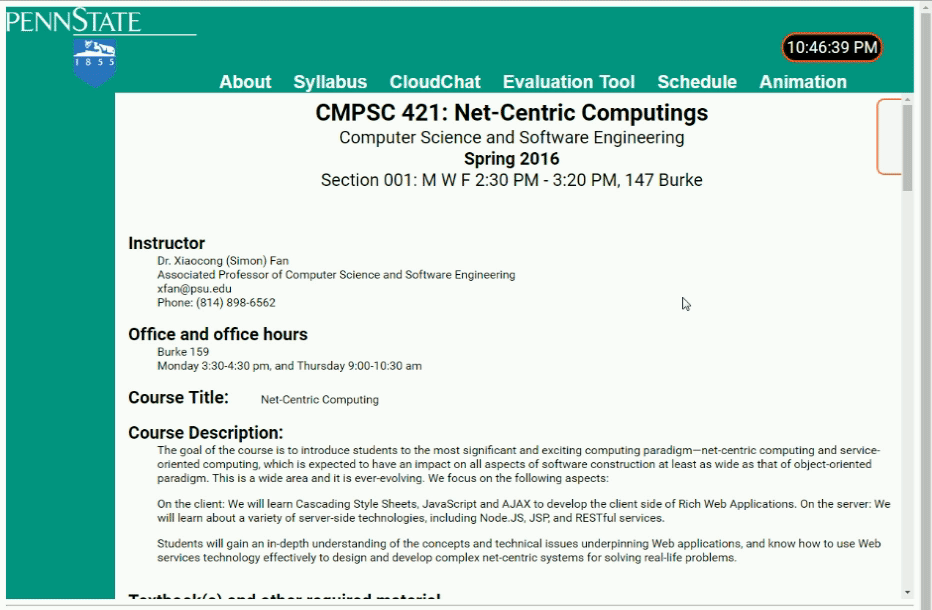 PENNSTATE
1855
10:46:39 PM
About Syllabus CloudChat Evaluation Tool Schedule Animation
CMPSC 421: Net-Centric Computings
Computer Science and Software Engineering
Spring 2016
Section 001: M W F 2:30 PM - 3:20 PM, 147 Burke
Instructor
Dr. Xiaocong (Simon) Fan
Associated Professor of Computer Science and Software Engineering
xfan@psu.edu
Phone: (814) 898-6562
Office and office hours
Burke 159
Monday 3:30-4:30 pm, and Thursday 9:00-10:30 am
Course Title: Net-Centric Computing
Course Description:
The goal of the course is to introduce students to the most significant and exciting computing paradigm—net-centric computing and service-
oriented computing, which is expected to have an impact on all aspects of software construction at least as wide as that of object-oriented
paradigm. This is a wide area and it is ever-evolving. We focus on the following aspects:
On the client: We will learn Cascading Style Sheets, JavaScript and AJAX to develop the client side of Rich Web Applications. On the server: We
will learn about a variety of server-side technologies, including Node.JS, JSP, and RESTful services.
Students will gain an in-depth understanding of the concepts and technical issues underpinning Web applications, and know how to use Web
services technology effectively to design and develop complex net-centric systems for solving real-life problems.
Textbook(s) and other required material